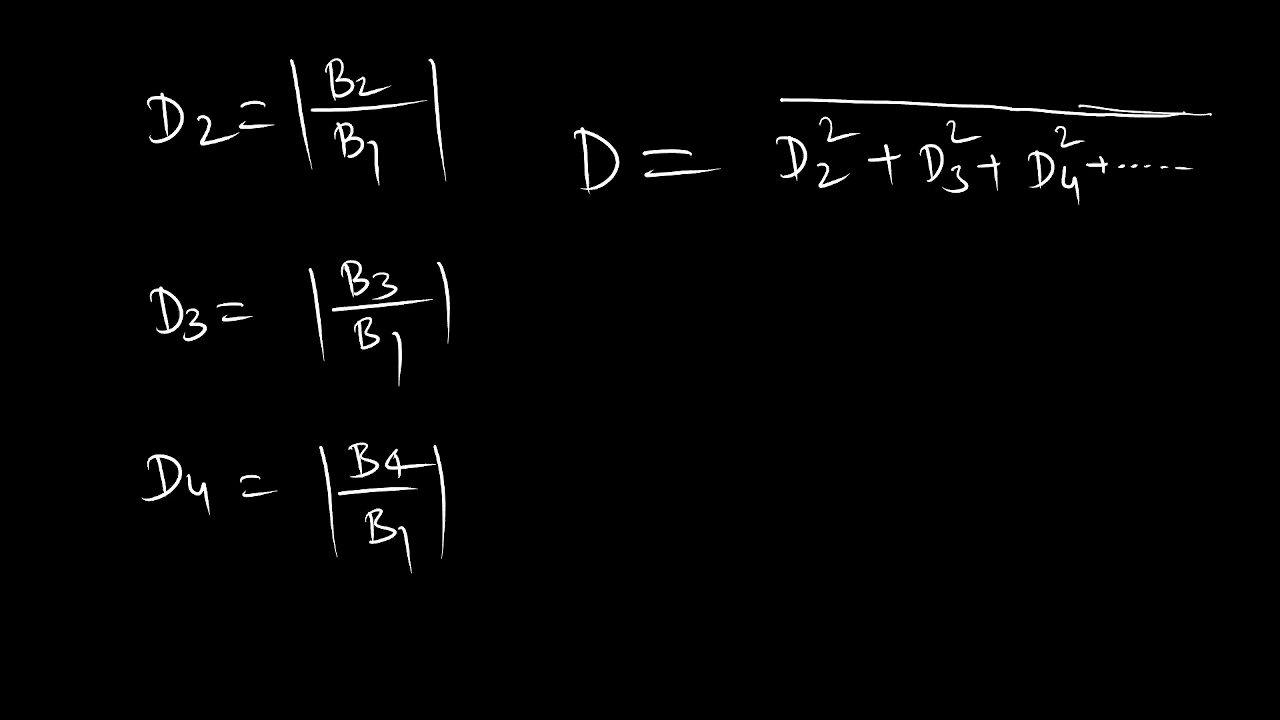 D₂ = |B₂/B₁|
D = ‾‾‾‾‾‾‾‾‾‾‾‾‾‾‾‾ D₂² + D₃² + D₄² + ......
D₃ = |B₃/B₁|
D₄ = |B₄/B₁|